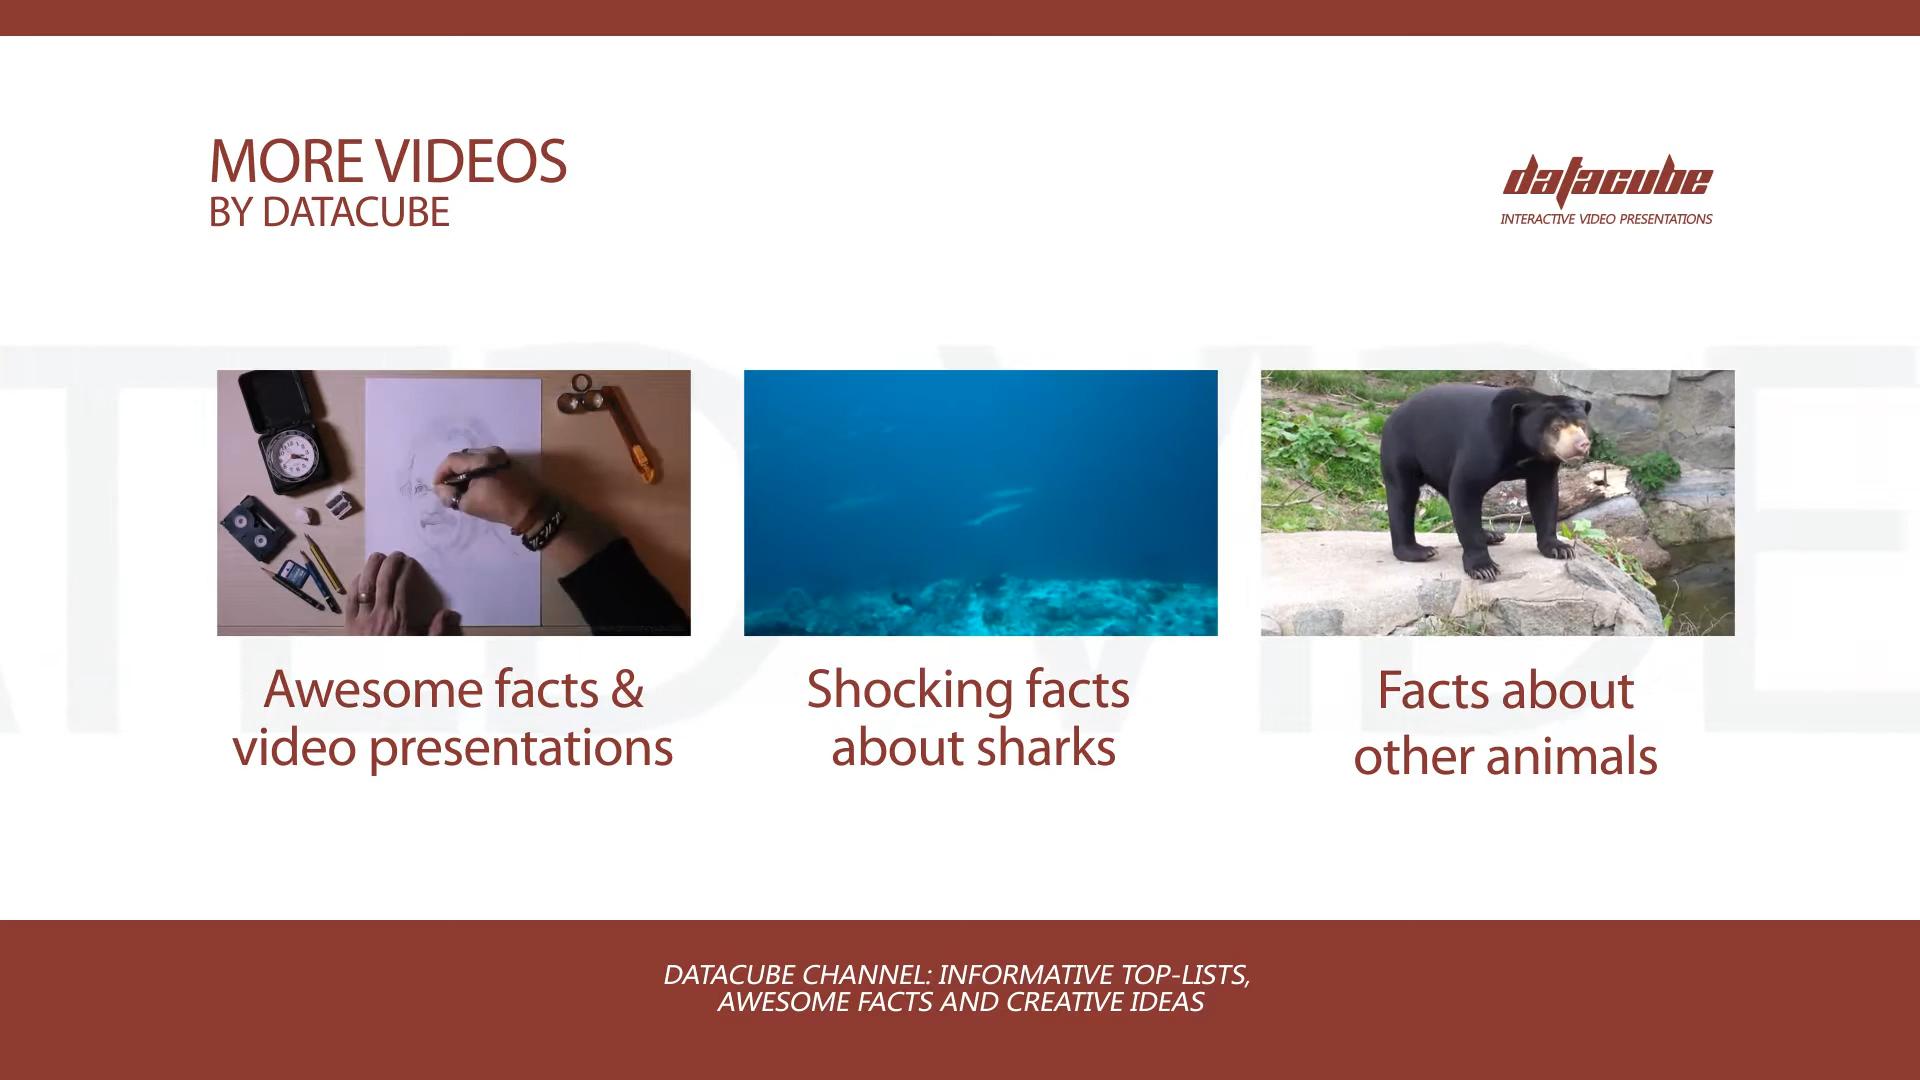 MORE VIDEOS
BY DATACUBE
datacube
INTERACTIVE VIDEO PRESENTATIONS
Awesome facts &
video presentations
Shocking facts
about sharks
Facts about
other animals
DATACUBE CHANNEL: INFORMATIVE TOP-LISTS,
AWESOME FACTS AND CREATIVE IDEAS